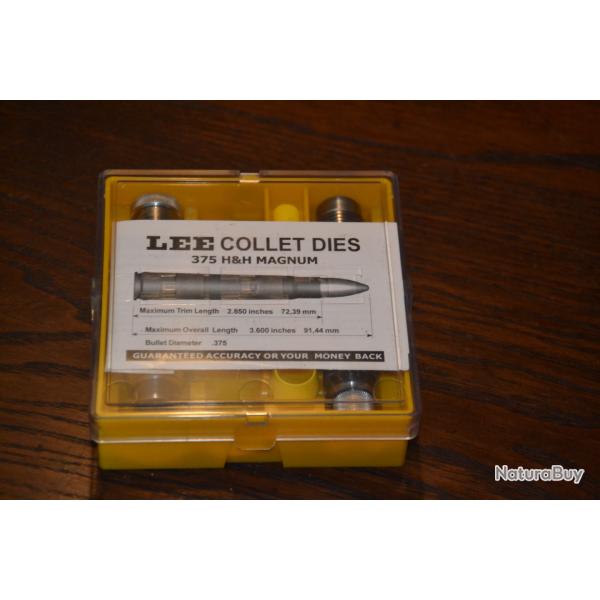 LEE COLLET DIES
375 H&H MAGNUM
Maximum Trim Length 2.850 inches 72,39 mm
Maximum Overall Length 3.600 inches 91,44 mm
Bullet Diameter .375
GUARANTEED ACCURACY OR YOUR MONEY BACK
NaturaBuy